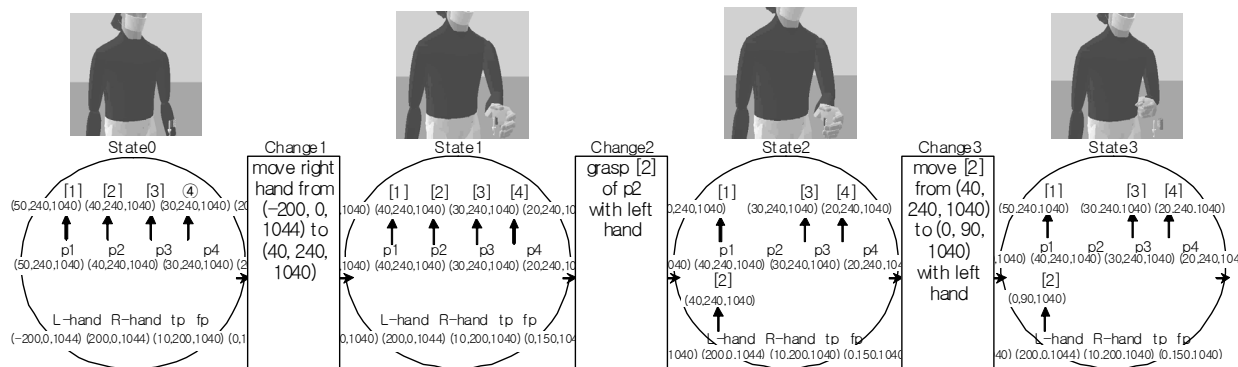 State0
[1] [2] [3] ④
(50,240,1040) (40,240,1040) (30,240,1040) (20
p1 p2 p3 p4
(50,240,1040) (40,240,1040) (30,240,1040) (2
L-hand R-hand tp fp
(-200,0,1044) (200,0,1044) (10,200,1040) (0,1
Change1
move right
hand from
(-200, 0,
1044) to
(40, 240,
1040)
State1
[1] [2] [3] [4]
,1040) (40,240,1040) (30,240,1040) (20,240,10
p1 p2 p3 p4
,1040) (40,240,1040) (30,240,1040) (20,240,10
L-hand R-hand tp fp
0,1044) (200,0,1044) (10,200,1040) (0,150,1040)
Change2
grasp [2]
of p2
with left
hand
State2
[1] [3] [4]
0,240,1040) (30,240,1040) (20,240,1040)
p1 p2 p3 p4
040) (40,240,1040) (30,240,1040) (20,240,1040)
[2]
(40,240,1040)
L-hand R-hand tp fp
1040) (200,0,1044) (10,200,1040) (0,150,1040)
Change3
move [2]
from (40,
240, 1040)
to (0, 90,
1040)
with left
hand
State3
[1] [3] [4]
(50,240,1040) (30,240,1040) (20,240,1040)
p1 p2 p3 p4
,1040) (40,240,1040) (30,240,1040) (20,240,104
[2]
(0,90,1040)
L-hand R-hand tp fp
40) (200,0,1044) (10,200,1040) (0,150,1040)